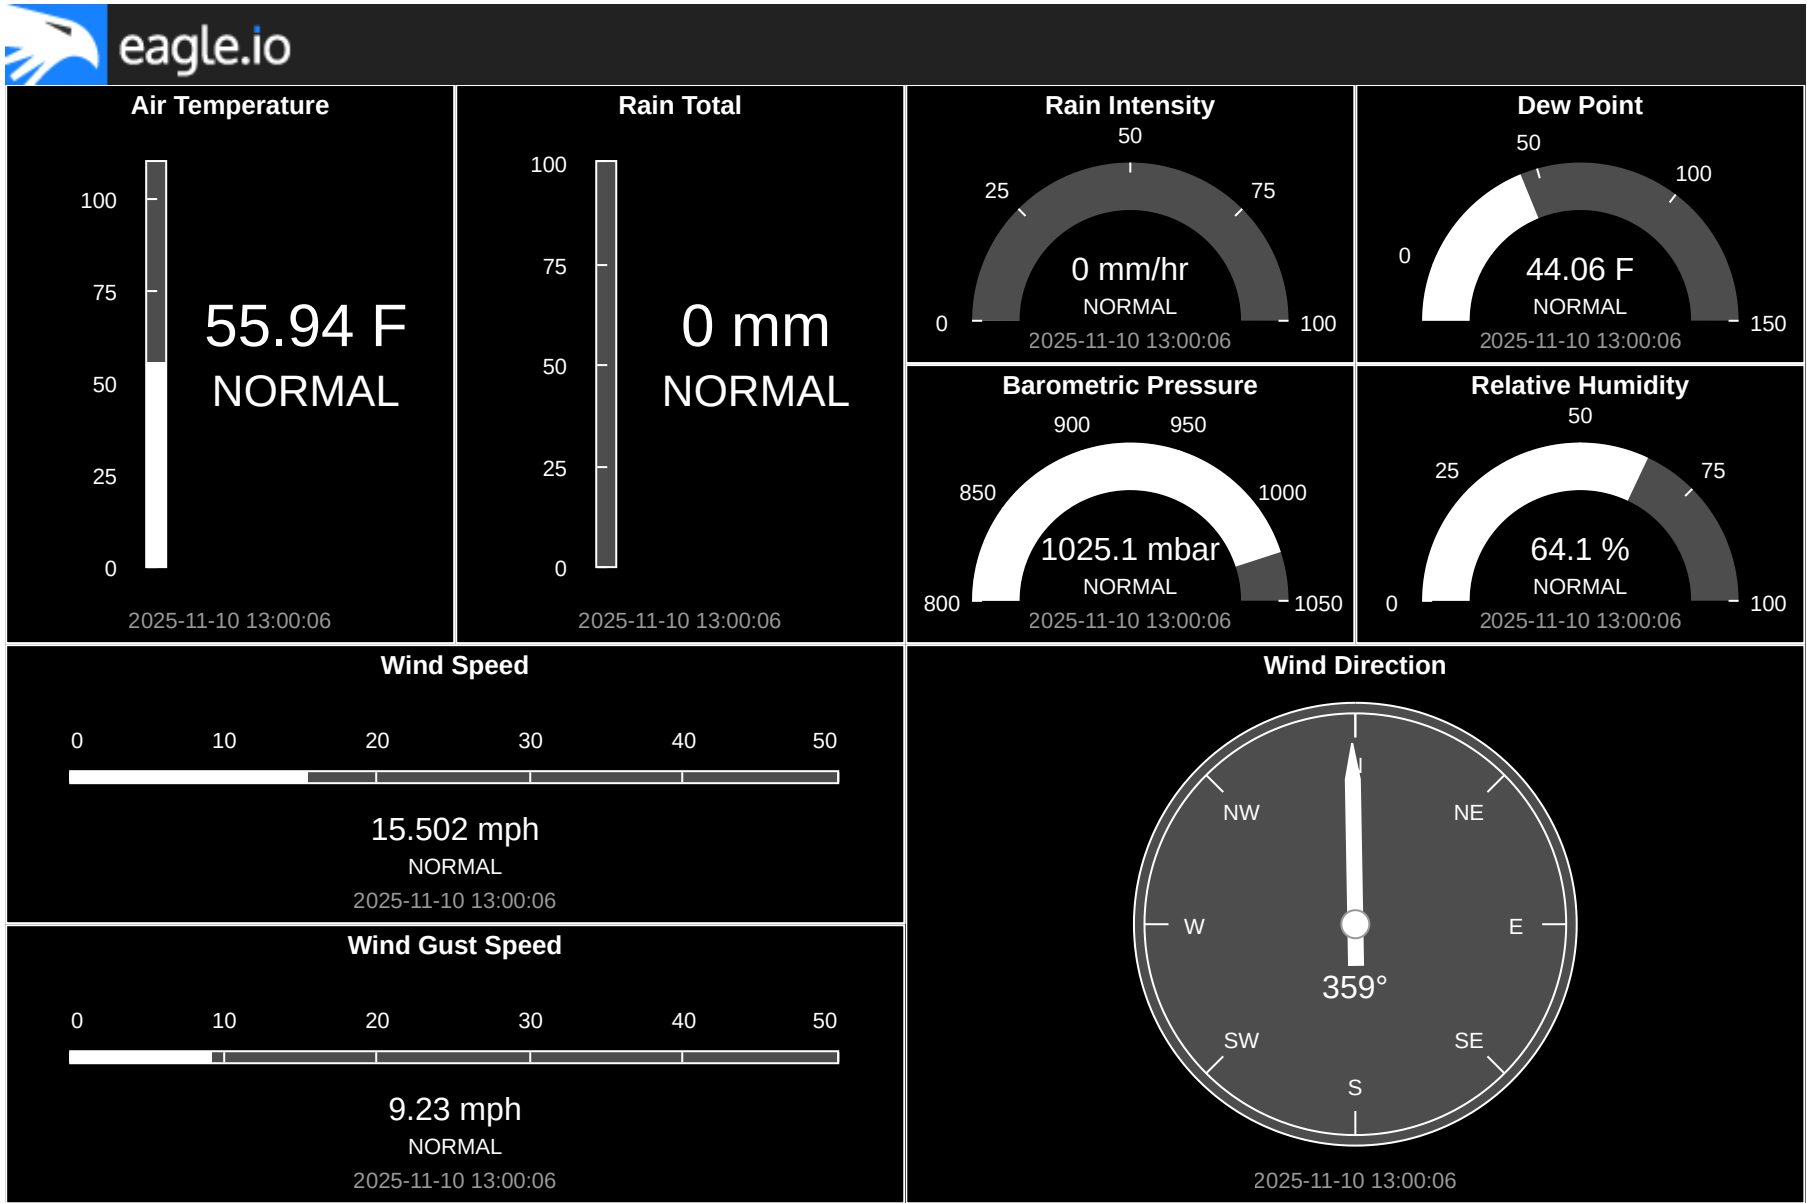 eagle.io
Air Temperature
100
75
50
25
0
55.94 F
NORMAL
2025-11-10 13:00:06
Rain Total
100
75
50
25
0
0 mm
NORMAL
2025-11-10 13:00:06
Rain Intensity
50
25
75
0
100
0 mm/hr
NORMAL
2025-11-10 13:00:06
Dew Point
50
100
0
150
44.06 F
NORMAL
2025-11-10 13:00:06
Barometric Pressure
900
950
850
1000
800
1050
1025.1 mbar
NORMAL
2025-11-10 13:00:06
Relative Humidity
50
25
75
0
100
64.1 %
NORMAL
2025-11-10 13:00:06
Wind Speed
0 10 20 30 40 50
15.502 mph
NORMAL
2025-11-10 13:00:06
Wind Gust Speed
0 10 20 30 40 50
9.23 mph
NORMAL
2025-11-10 13:00:06
Wind Direction
NW NE
W E
359°
SW SE
S
2025-11-10 13:00:06